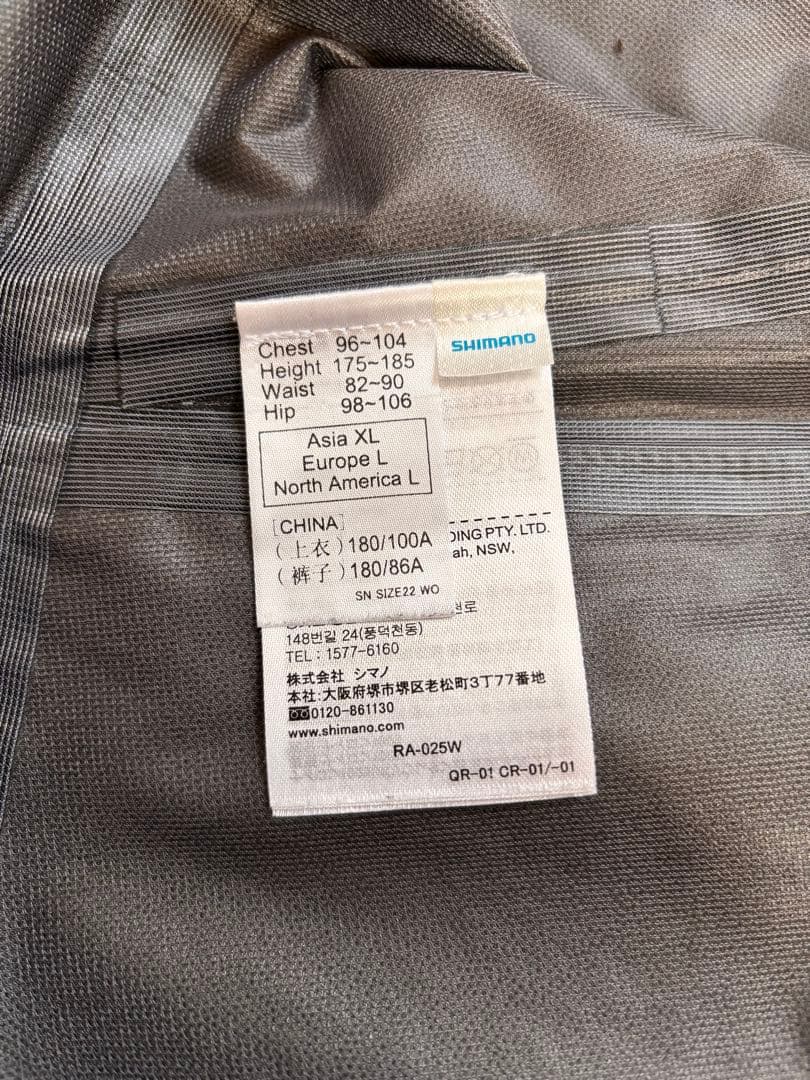 SHIMANO
Chest 96~104
Height 175~185
Waist 82~90
Hip 98~106
Asia XL
Europe L
North America L
[CHINA]
(上衣)180/100A
(裤子)180/86A
SN SIZE22 WO
DING PTY. LTD.
ah, NSW,
현로
148번길 24(풍덕천동)
TEL : 1577-6160
株式会社 シマノ
本社:大阪府堺市堺区老松町3丁77番地
0120-861130
www.shimano.com
RA-025W
QR-01 CR-01/-01